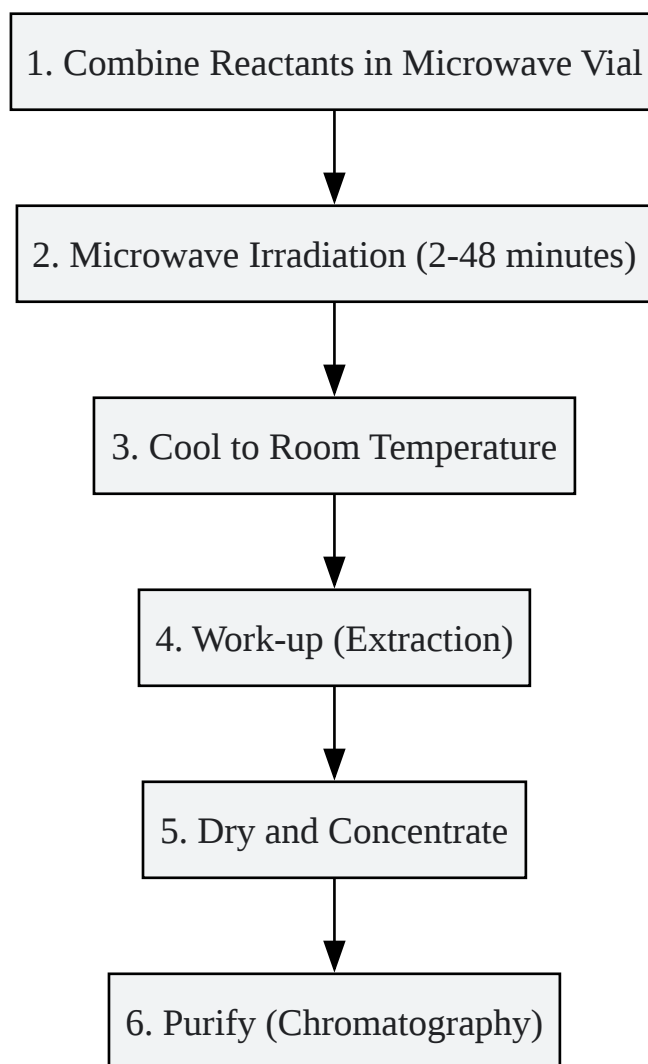 1. Combine Reactants in Microwave Vial
2. Microwave Irradiation (2-48 minutes)
3. Cool to Room Temperature
4. Work-up (Extraction)
5. Dry and Concentrate
6. Purify (Chromatography)